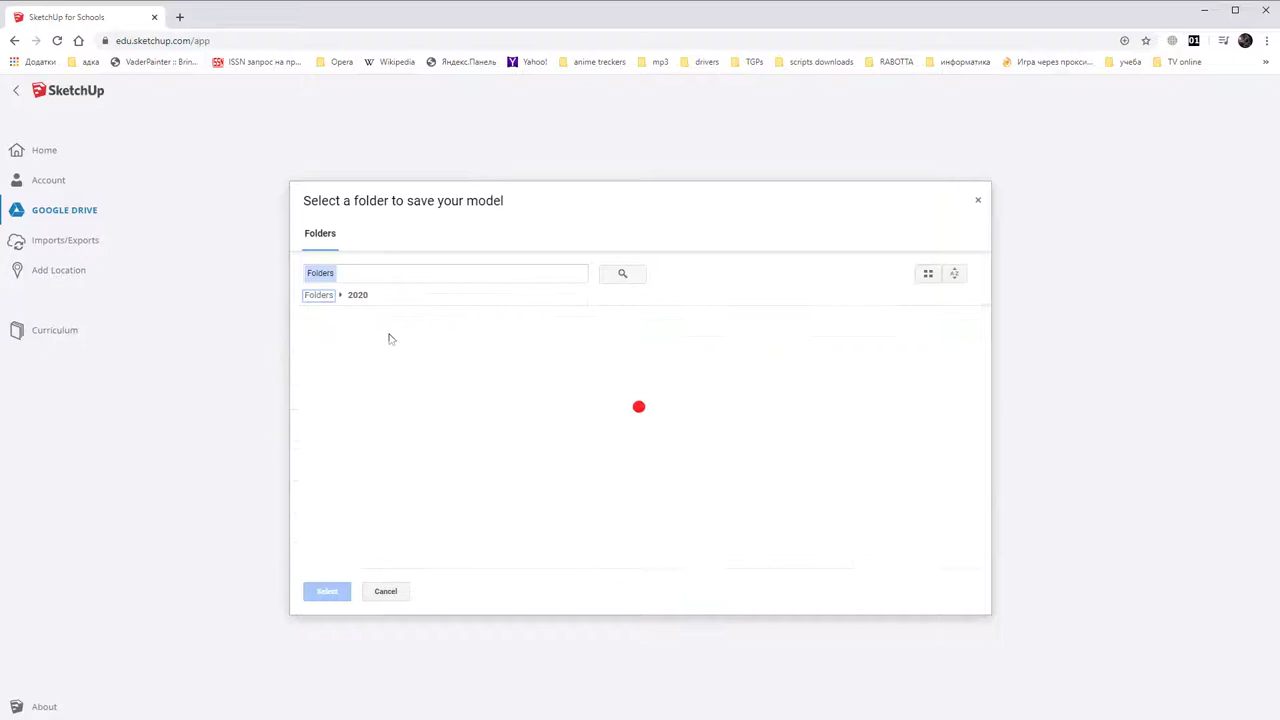 SketchUp for Schools
edu.sketchup.com/app
01
Додатки
адка
VaderPainter :: Brin...
ISSN запрос на пр...
Opera
Wikipedia
Яндекс.Панель
Yahoo!
anime treckers
mp3
drivers
TGPs
scripts downloads
RABOTTA
информатика
Игра через прокси...
учеба
TV online
»
SketchUp
Home
Account
GOOGLE DRIVE
Imports/Exports
Add Location
Curriculum
About
Select a folder to save your model
Folders
Folders
Folders 2020
Select
Cancel